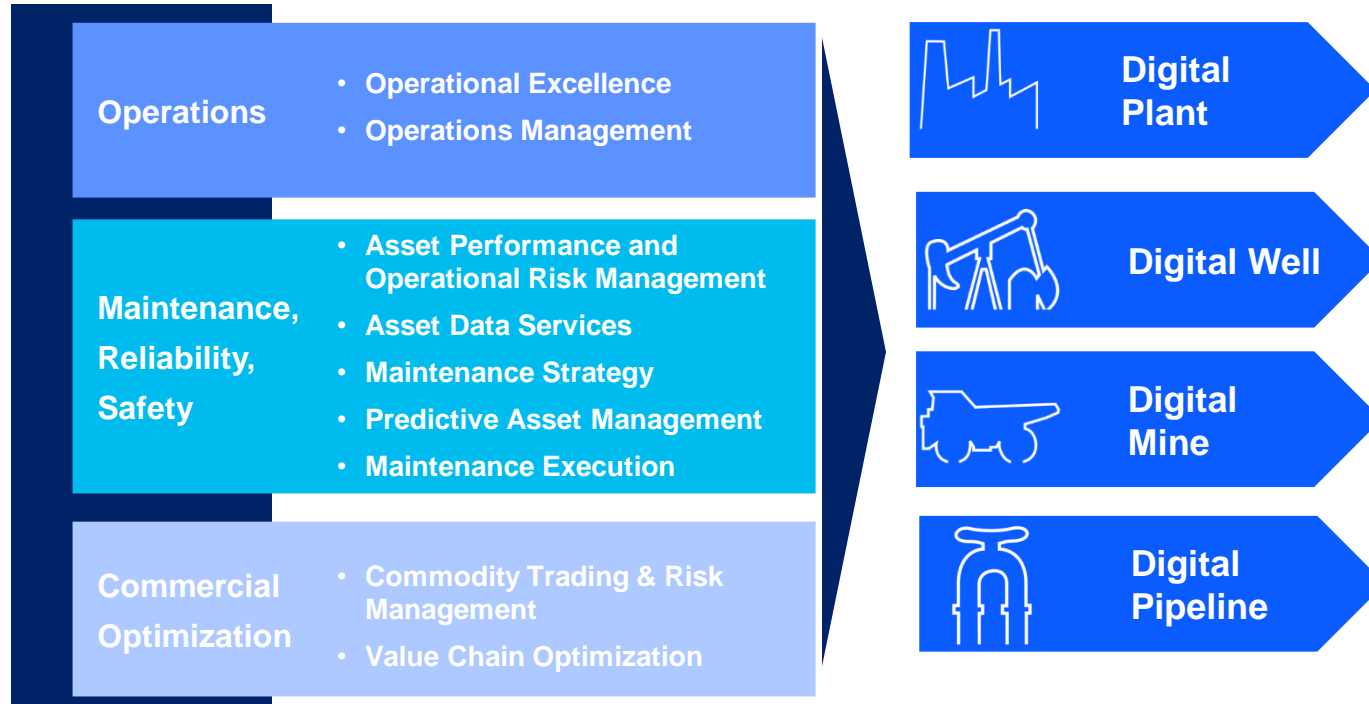 Operations
• Operational Excellence
• Operations Management
Maintenance,
Reliability,
Safety
• Asset Performance and
Operational Risk Management
• Asset Data Services
• Maintenance Strategy
• Predictive Asset Management
• Maintenance Execution
Commercial
Optimization
• Commodity Trading & Risk
Management
• Value Chain Optimization
Digital
Plant
Digital Well
Digital
Mine
Digital
Pipeline